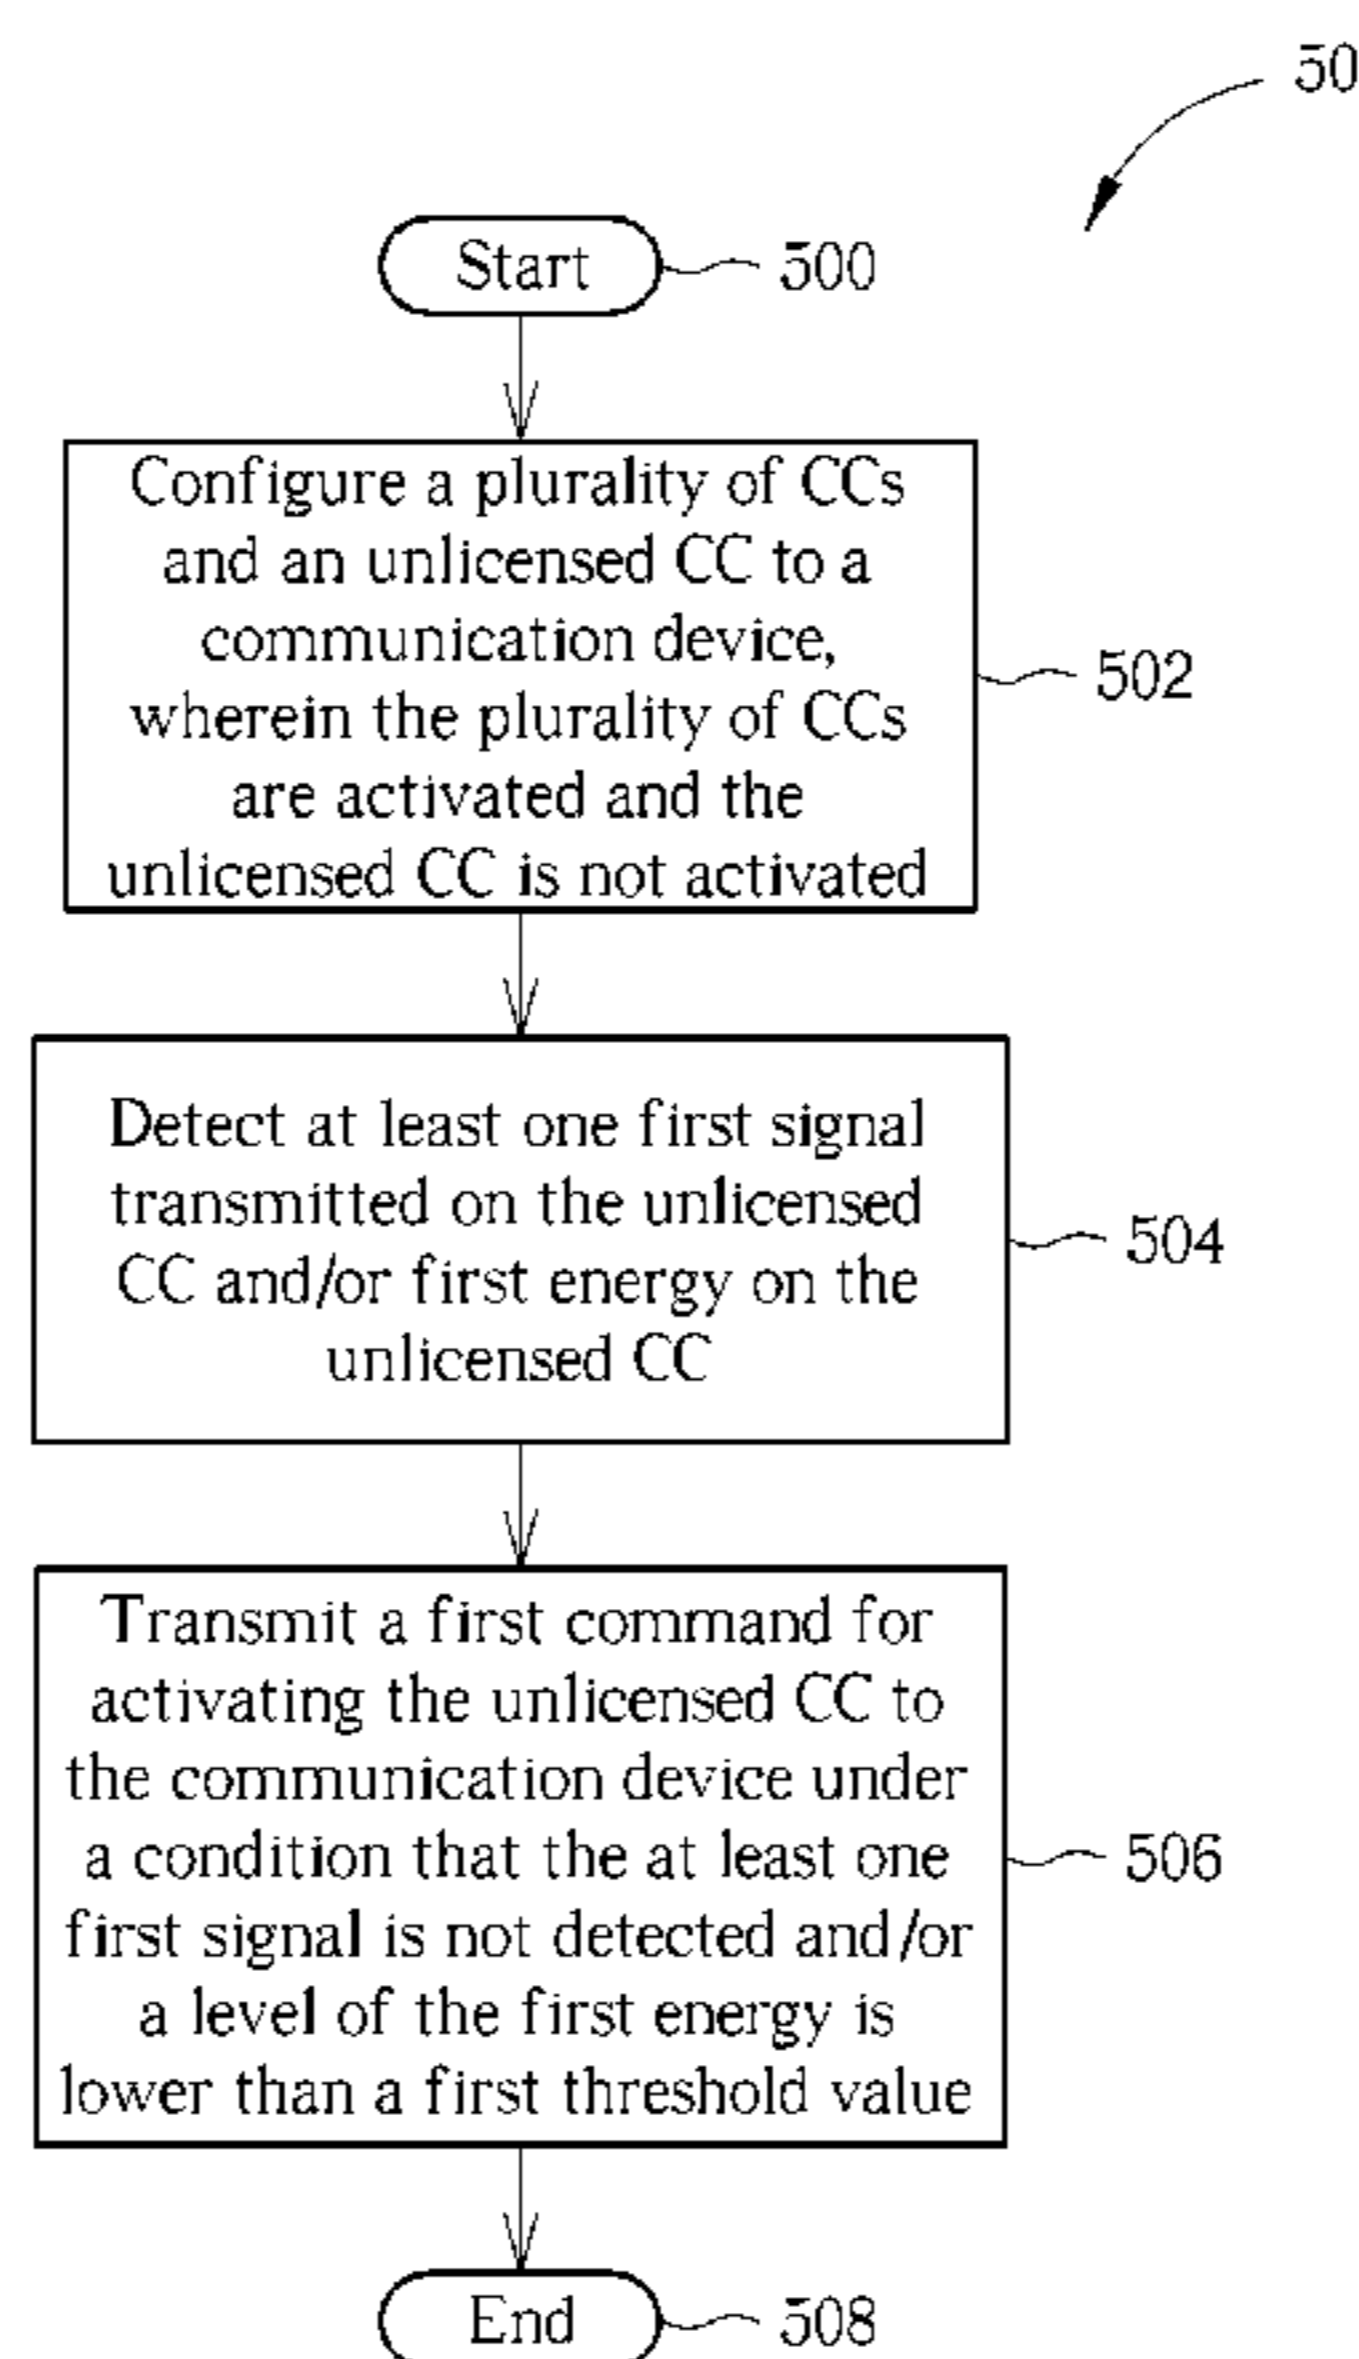 50
Start
500
Configure a plurality of CCs
and an unlicensed CC to a
communication device,
wherein the plurality of CCs
are activated and the
unlicensed CC is not activated
502
Detect at least one first signal
transmitted on the unlicensed
CC and/or first energy on the
unlicensed CC
504
Transmit a first command for
activating the unlicensed CC to
the communication device under
a condition that the at least one
first signal is not detected and/or
a level of the first energy is
lower than a first threshold value
506
End
508